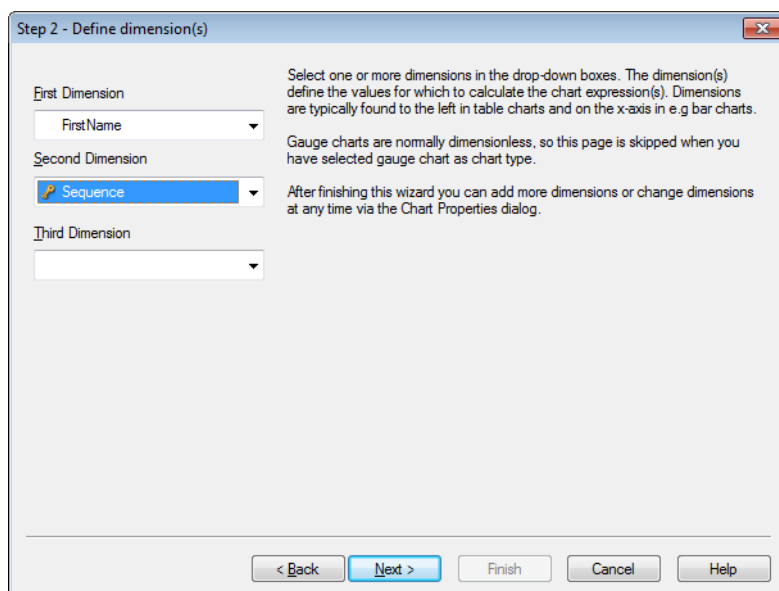 Step 2 - Define dimension(s)
First Dimension
FirstName
Second Dimension
Sequence
Third Dimension
Select one or more dimensions in the drop-down boxes. The dimension(s)
define the values for which to calculate the chart expression(s). Dimensions
are typically found to the left in table charts and on the x-axis in e.g bar charts.
Gauge charts are normally dimensionless, so this page is skipped when you
have selected gauge chart as chart type.
After finishing this wizard you can add more dimensions or change dimensions
at any time via the Chart Properties dialog.
< Back
Next >
Finish
Cancel
Help